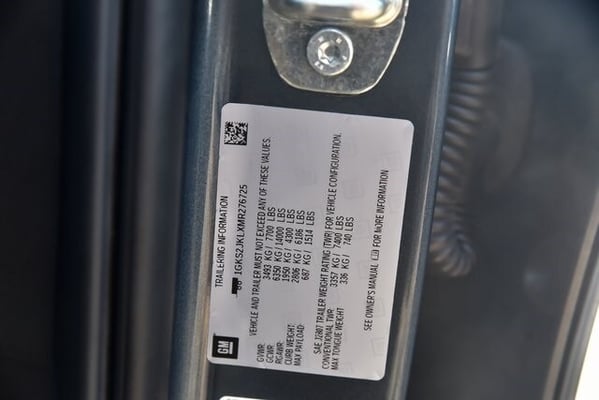 TRAILERING INFORMATION
1GKS2JKLXMR276725
VEHICLE AND TRAILER MUST NOT EXCEED ANY OF THESE VALUES.
GVWR: 3493 KG / 7700 LBS
GCWR: 6350 KG / 14000 LBS
RGAWR: 1950 KG / 4300 LBS
CURB WEIGHT: 2806 KG / 6186 LBS
MAX PAYLOAD: 687 KG / 1514 LBS
SAE J2807 TRAILER WEIGHT RATING (TWR) FOR VEHICLE CONFIGURATION.
CONVENTIONAL TWR: 3357 KG / 7400 LBS
MAX TONGUE WEIGHT 336 KG / 740 LBS
SEE OWNER'S MANUAL FOR MORE INFORMATION
GM